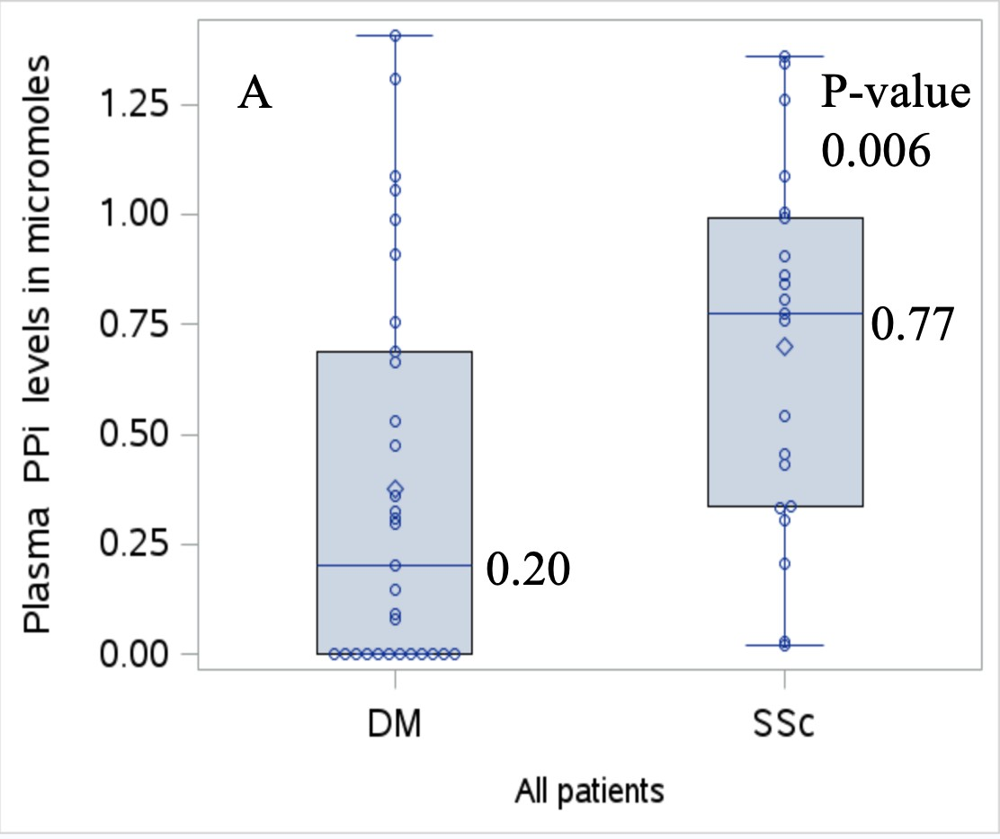 Plasma PPi levels in micromoles
A
P-value
0.006
1.25
1.00
0.75
0.50
0.25
0.00
0.77
0.20
DM
SSc
All patients